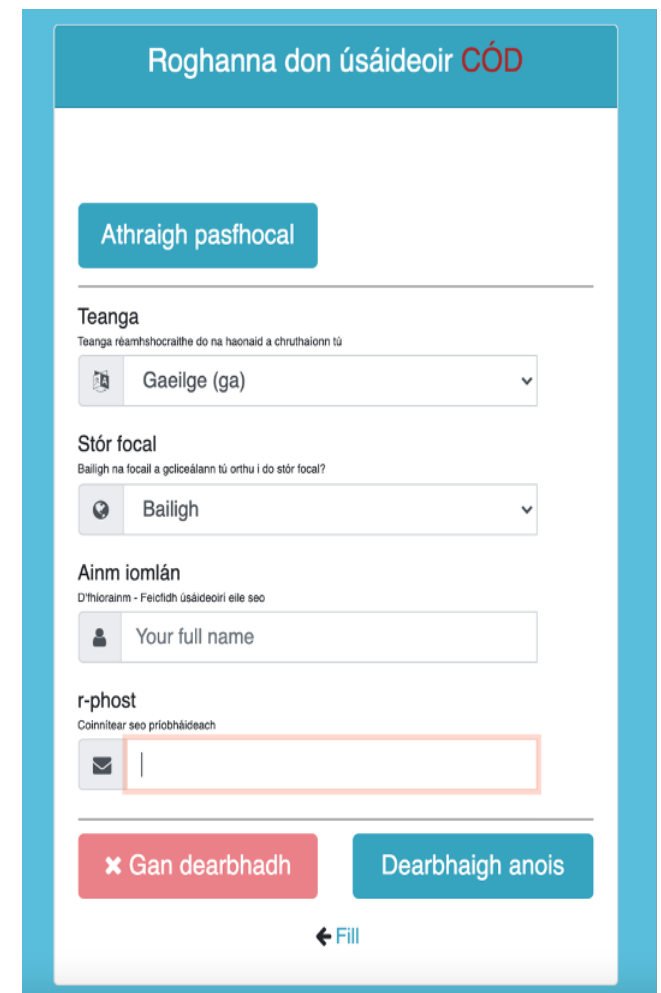 Roghanna don úsáideoir CÓD
Athraigh pasfhocal
Teanga
Teanga réamhshocraithe do na haonaid a chruthaíonn tú
Gaeilge (ga)
Stór focal
Bailigh na focail a gcliceálann tú orthu i do stór focal?
Bailigh
Ainm iomlán
D'fhíorainm - Feicfidh úsáideoirí eile seo
Your full name
r-phost
Coinnítear seo príobháideach
Gan dearbhadh
Dearbhaigh anois
Fill